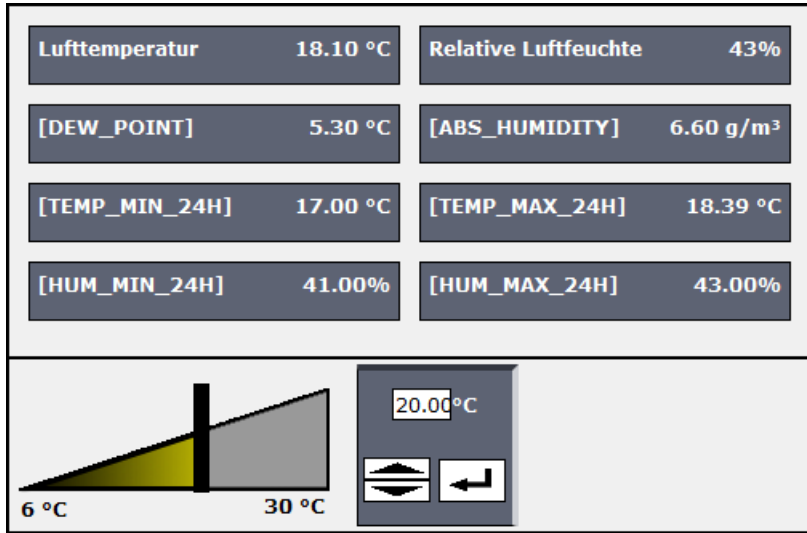 Lufttemperatur 18.10 °C Relative Luftfeuchte 43%
[DEW_POINT] 5.30 °C [ABS_HUMIDITY] 6.60 g/m³
[TEMP_MIN_24H] 17.00 °C [TEMP_MAX_24H] 18.39 °C
[HUM_MIN_24H] 41.00% [HUM_MAX_24H] 43.00%
20.00 °C
6 °C 30 °C